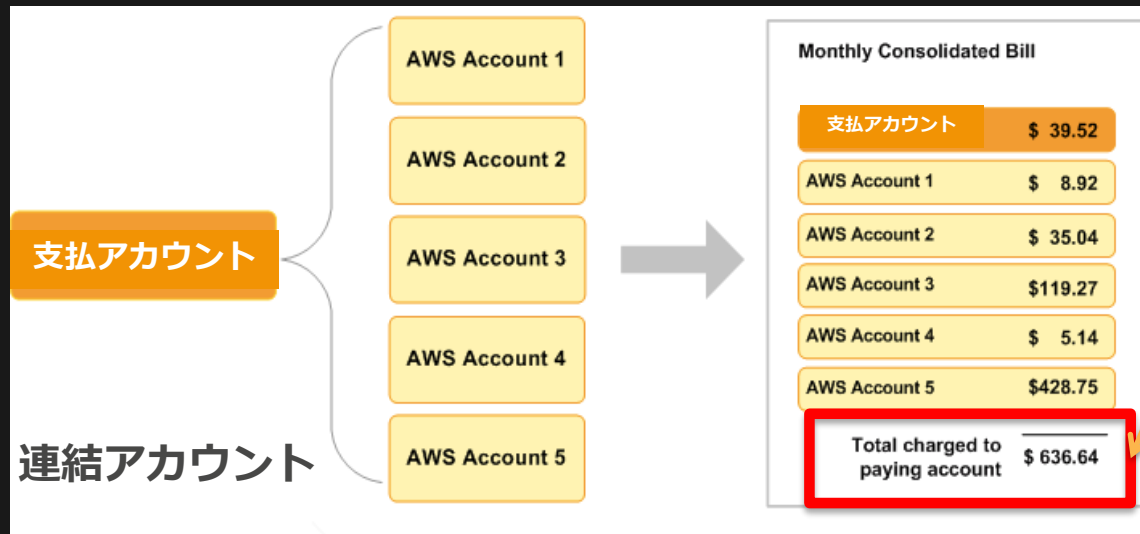 支払アカウント
連結アカウント
AWS Account 1
AWS Account 2
AWS Account 3
AWS Account 4
AWS Account 5
Monthly Consolidated Bill
支払アカウント $ 39.52
AWS Account 1 $ 8.92
AWS Account 2 $ 35.04
AWS Account 3 $119.27
AWS Account 4 $ 5.14
AWS Account 5 $428.75
Total charged to
paying account $ 636.64